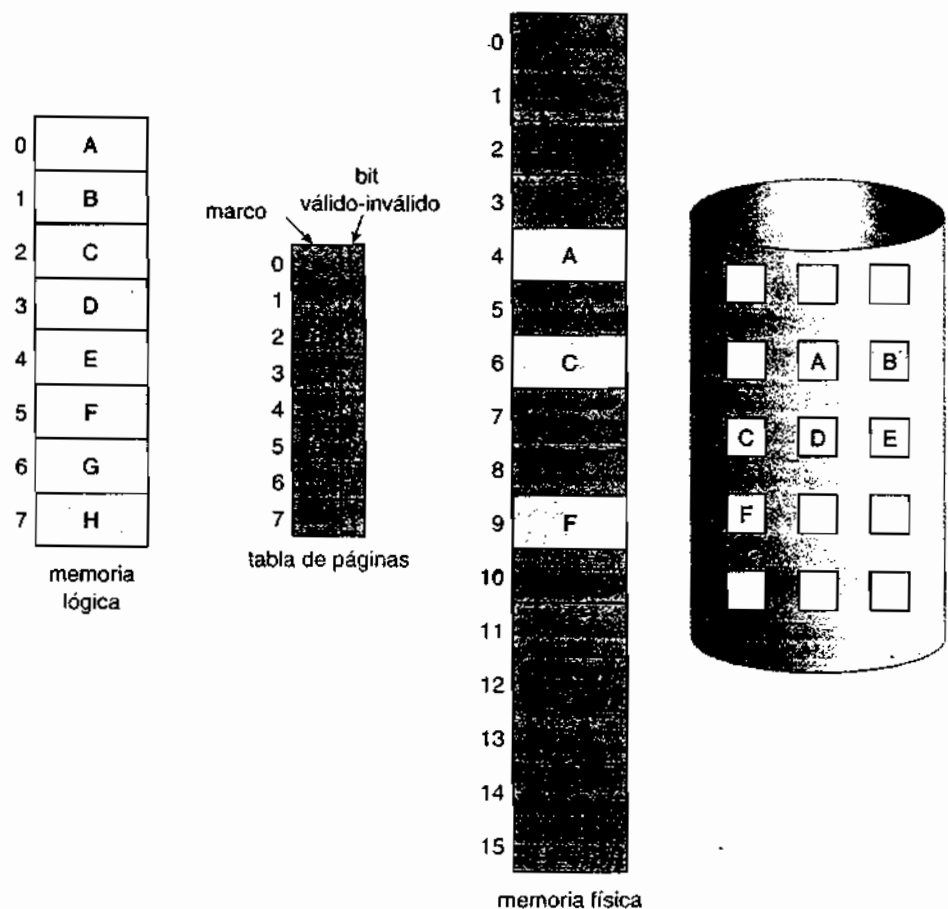 0 A
1 B
2 C
3 D
4 E
5 F
6 G
7 H
memoria
lógica
marco
bit
válido-inválido
0
1
2
3
4
5
6
7
tabla de páginas
0
1
2
3
4 A
5
6 C
7
8
9 F
10
11
12
13
14
15
memoria física
A B
C D E
F